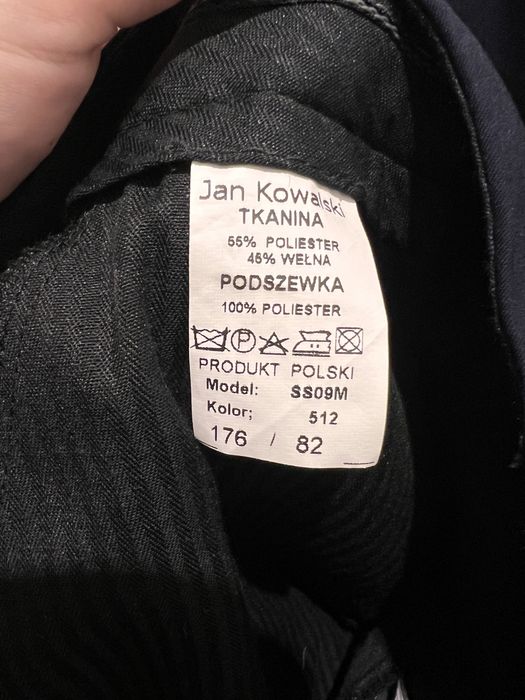 Jan Kowalski
TKANINA
55% POLIESTER
45% WEŁNA
PODSZEWKA
100% POLIESTER
P
PRODUKT POLSKI
Model: SS09M
Kolor; 512
176 / 82